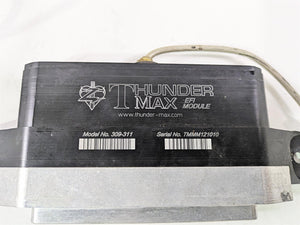 THUNDER
MAX EFI MODULE
www.thunder-max.com
Model No. 309-311 Serial No. TMMM121010